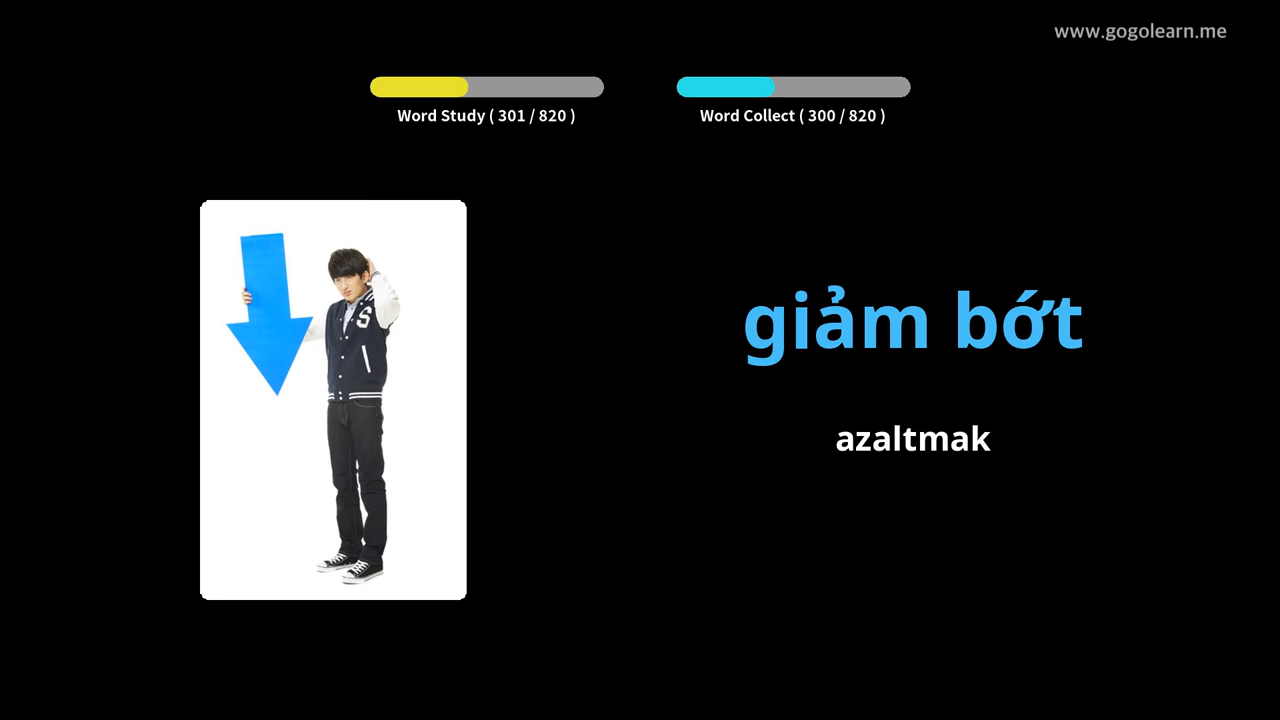 www.gogolearn.me
Word Study ( 301 / 820 )
Word Collect ( 300 / 820 )
S
giảm bớt
azaltmak